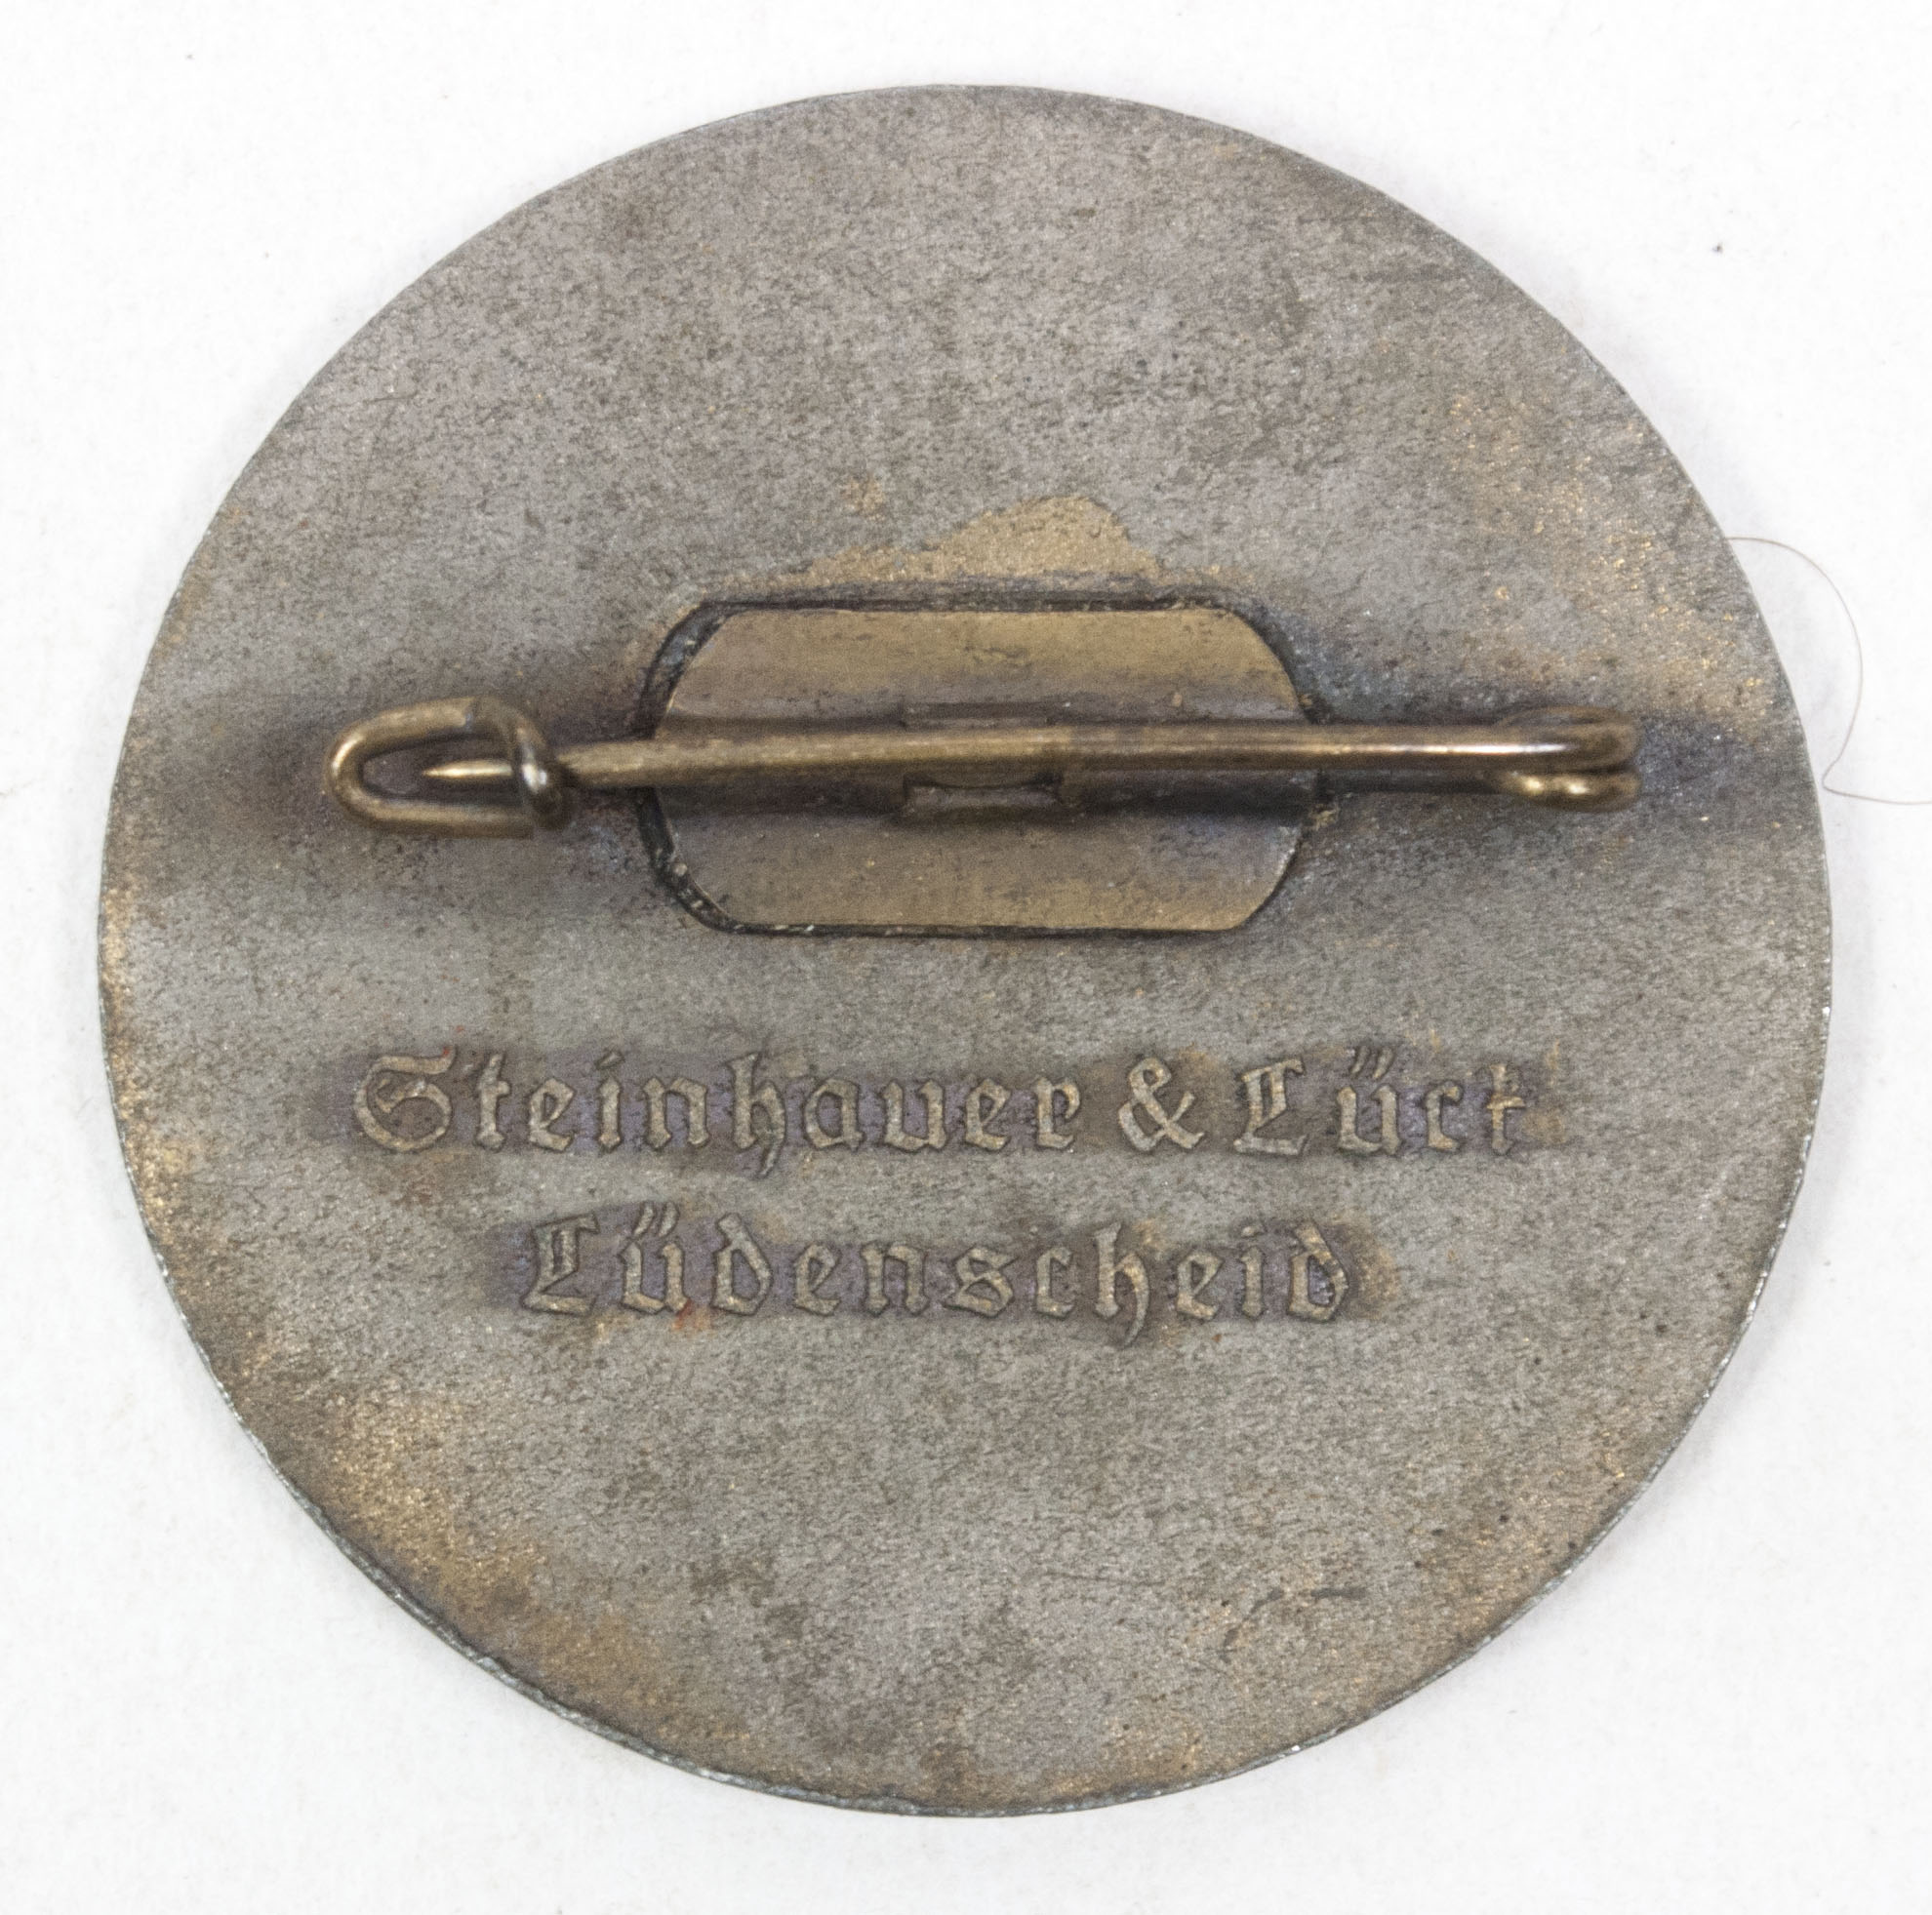 Steinhauer & Lück
Lüdenscheid